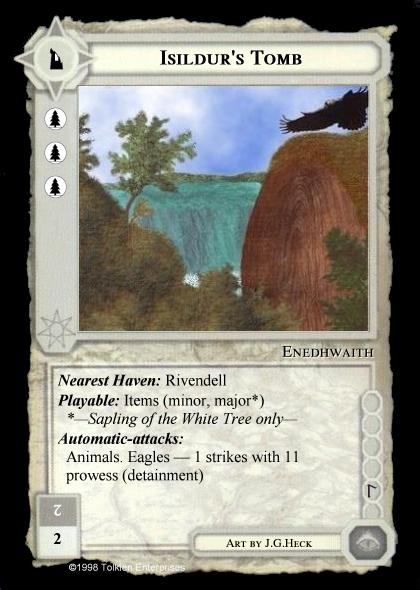 Isildur's Tomb
Enedhwaith
Nearest Haven: Rivendell
Playable: Items (minor, major*)
*—Sapling of the White Tree only—
Automatic-attacks:
Animals. Eagles — 1 strikes with 11
prowess (detainment)
2
2
Art by J.G.Heck
©1998 Tolkien Enterprises